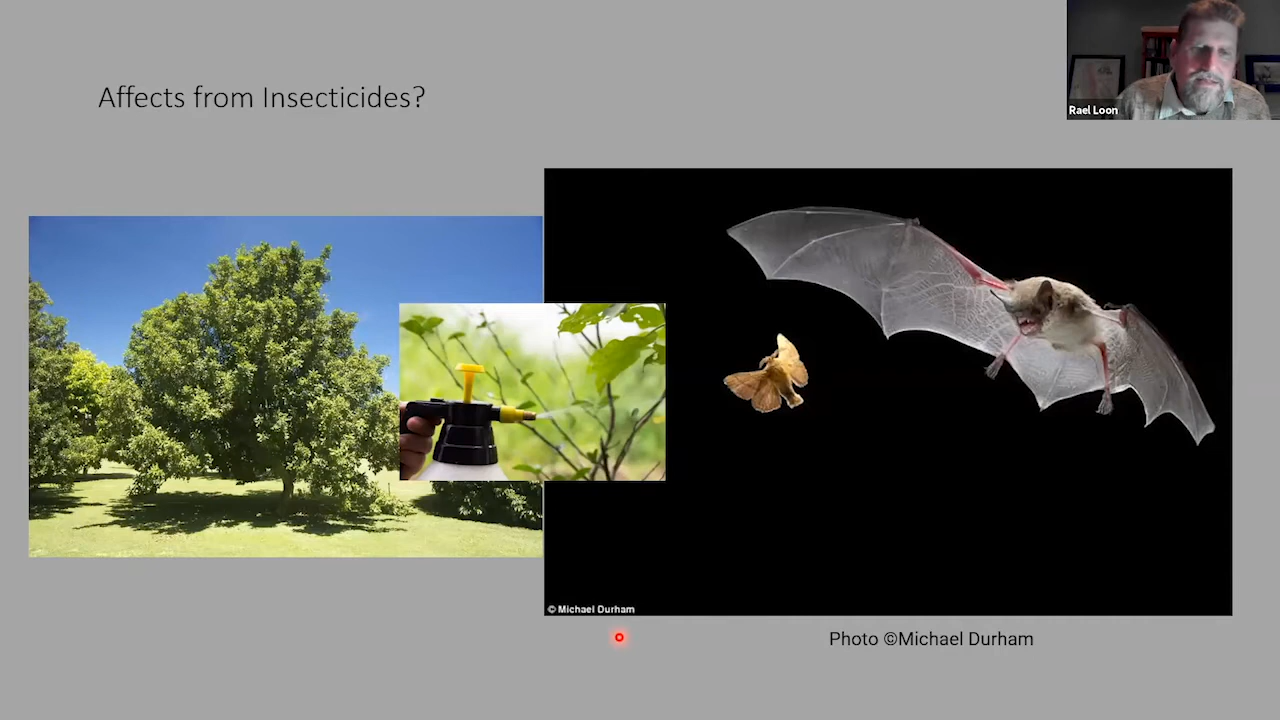 Affects from Insecticides?
Rael Loon
© Michael Durham
Photo ©Michael Durham